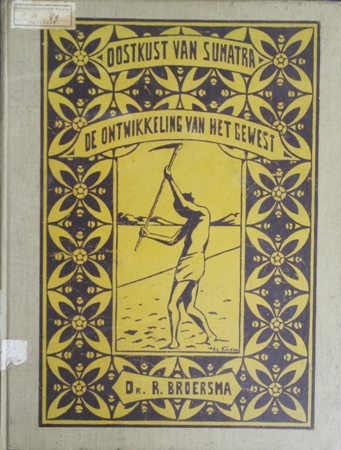 OOSTKUST VAN SUMATRA
DE ONTWIKKELING VAN HET GEWEST
DR. R. BROERSMA